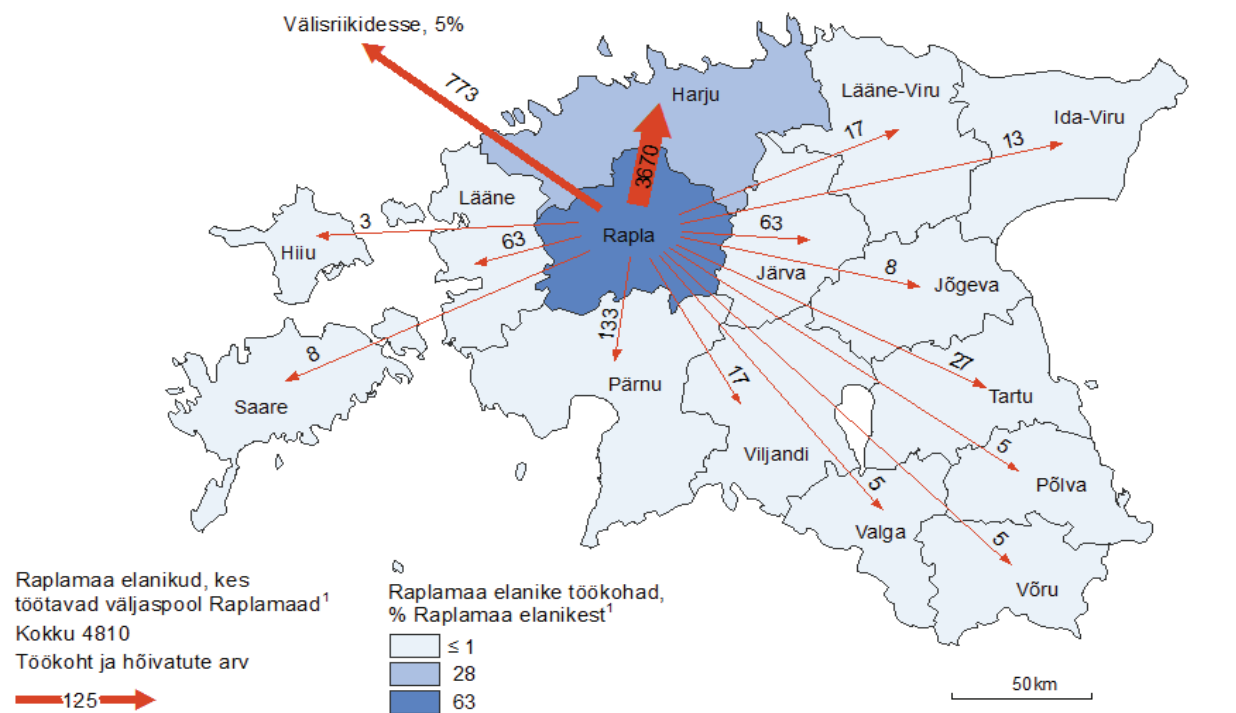 Välisriikidesse, 5%
773
Harju
3670
Lääne-Viru
17
Ida-Viru
13
Lääne
63
Hiiu
3
Rapla
63
Järva
8
Jõgeva
8
Saare
133
Pärnu
17
Viljandi
27
Tartu
5
Põlva
5
Valga
5
Võru
Raplamaa elanikud, kes
töötavad väljaspool Raplamaad¹
Kokku 4810
Töökoht ja hõivatute arv
125
Raplamaa elanike töökohad,
% Raplamaa elanikest¹
≤ 1
28
63
50km